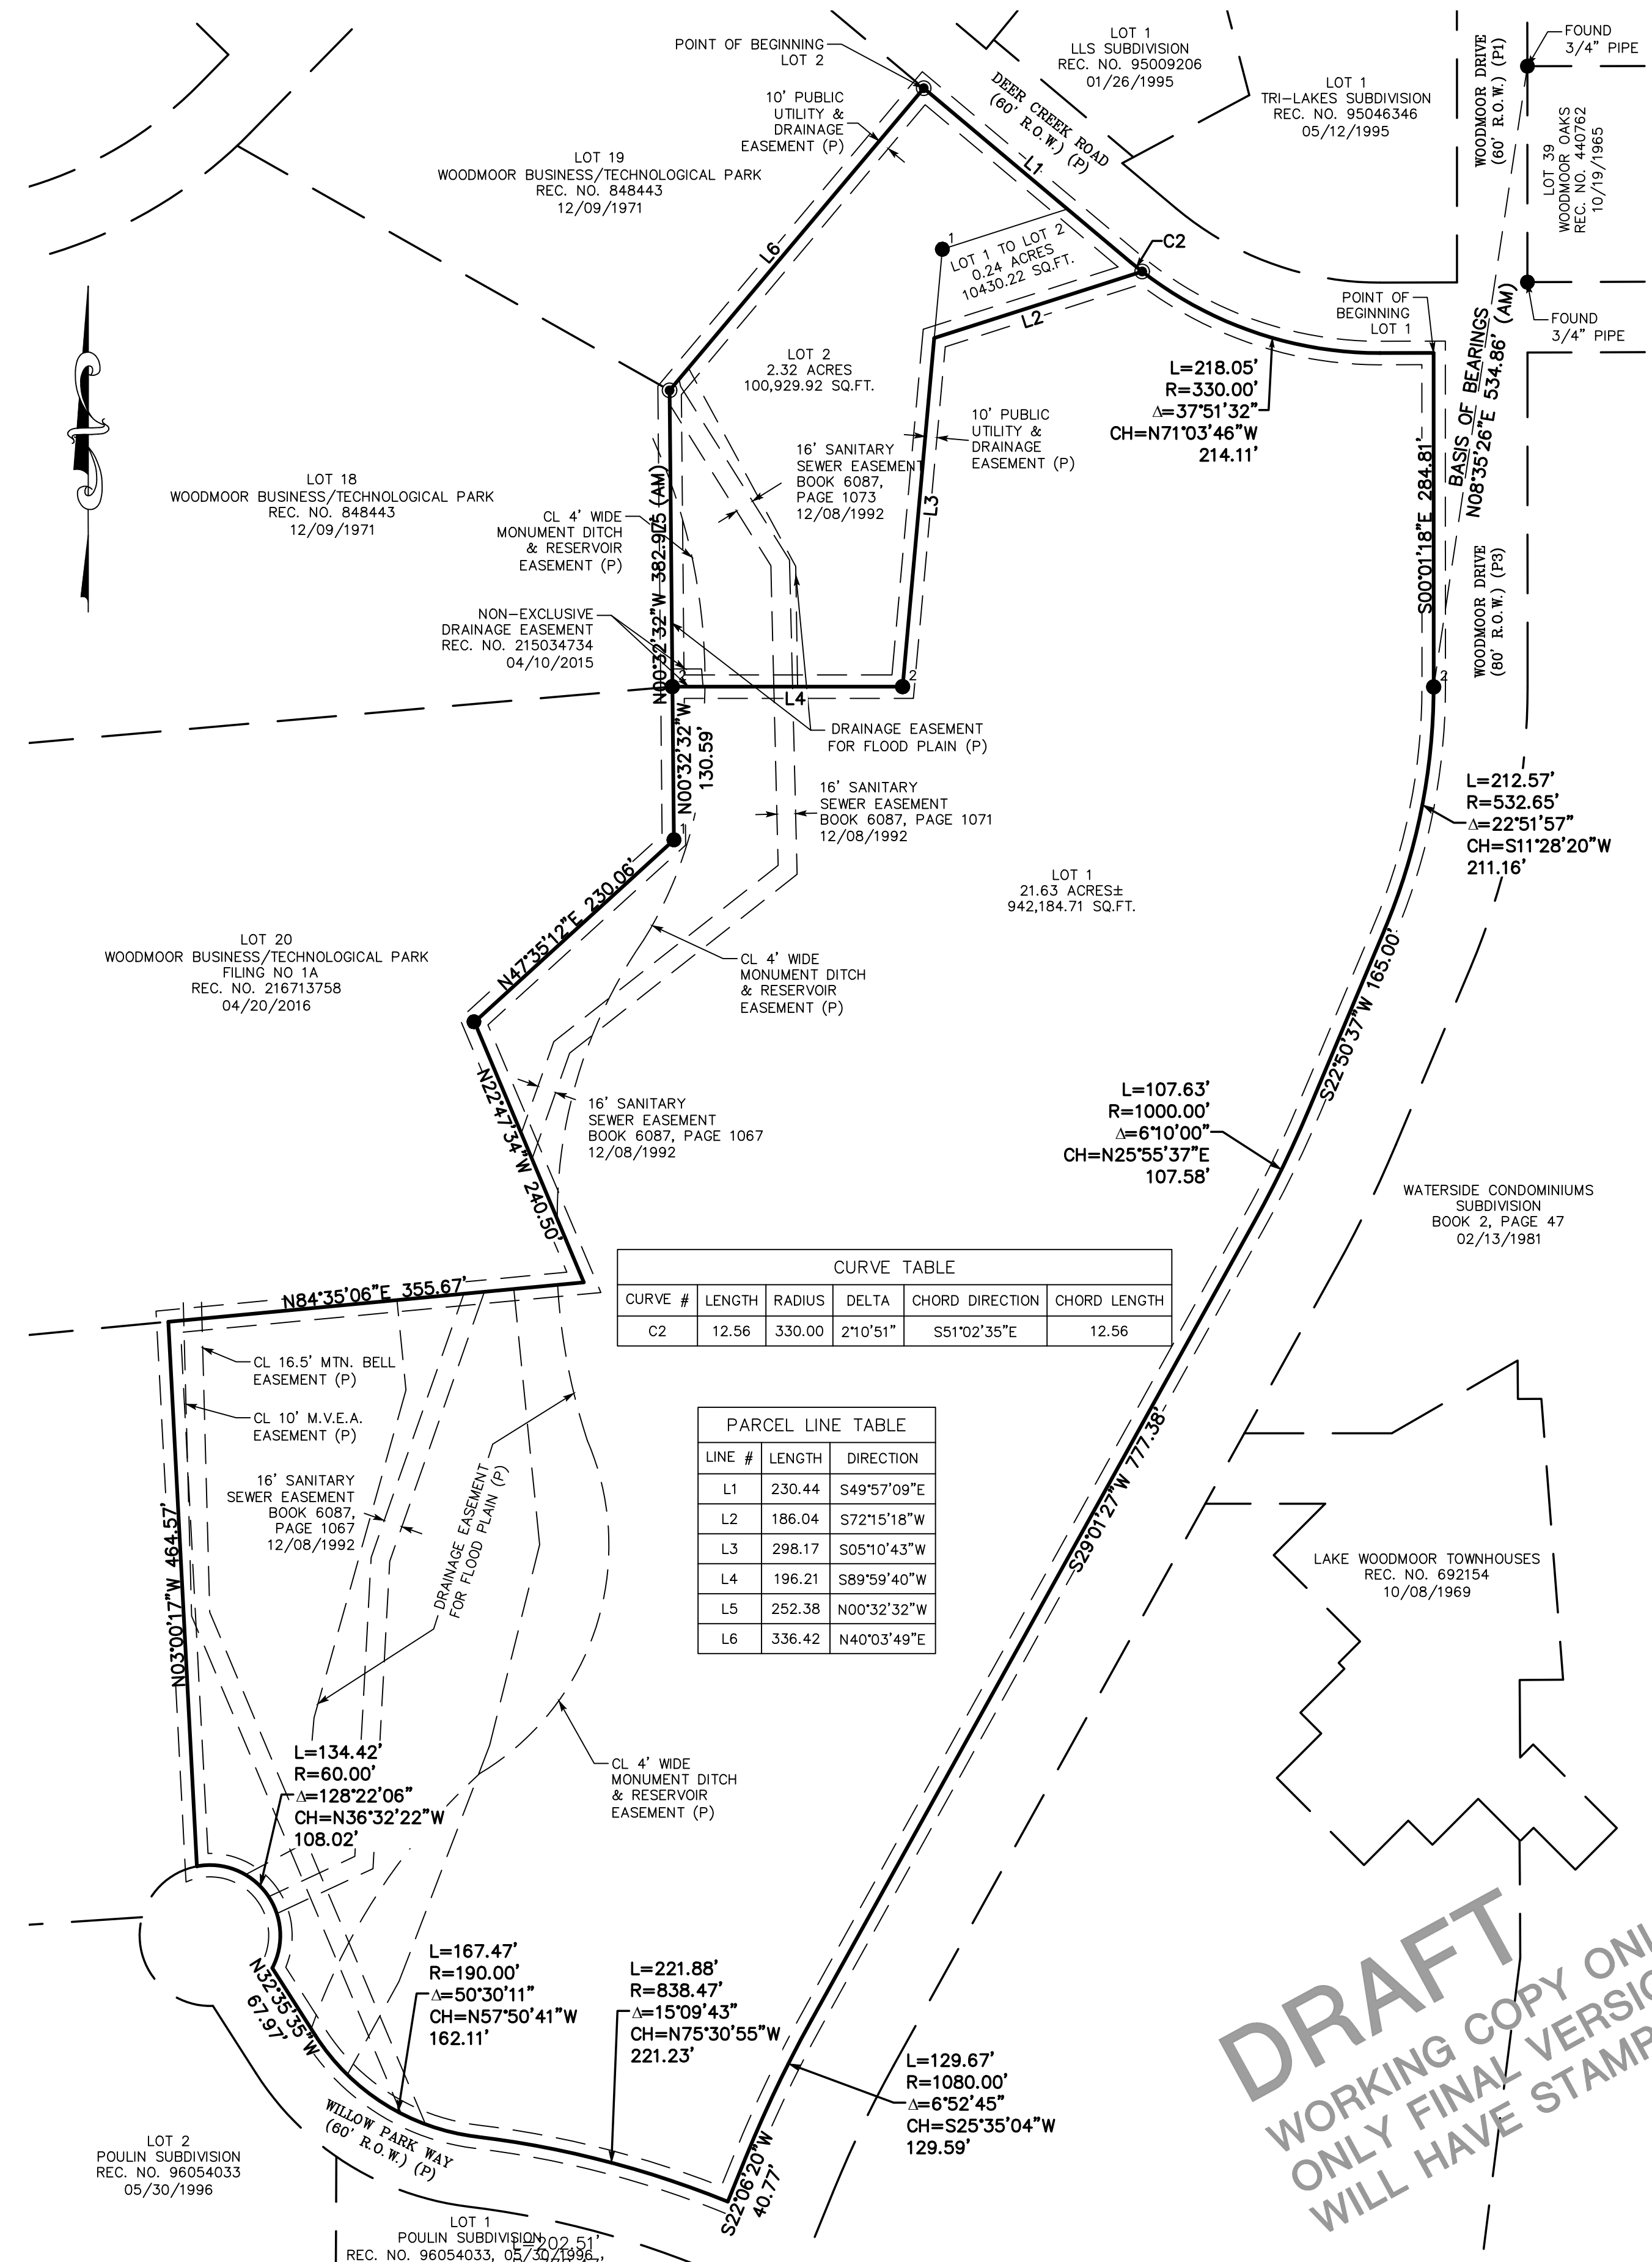 POINT OF BEGINNING
LOT 2
10' PUBLIC
UTILITY &
DRAINAGE
EASEMENT (P)
LOT 1
LLS SUBDIVISION
REC. NO. 95009206
01/26/1995
DEER CREEK ROAD
(60' R.O.W.) (P)
LOT 1
TRI-LAKES SUBDIVISION
REC. NO. 95046346
05/12/1995
WOODMOOR DRIVE
(60' R.O.W.) (P1)
FOUND
3/4" PIPE
LOT 39
WOODMOOR OAKS
REC. NO. 440762
10/19/1965
LOT 19
WOODMOOR BUSINESS/TECHNOLOGICAL PARK
REC. NO. 848443
12/09/1971
L1
L6
1
LOT 1 TO LOT 2
0.24 ACRES
10430.22 SQ.FT.
C2
L2
POINT OF
BEGINNING
LOT 1
FOUND
3/4" PIPE
BASIS OF BEARINGS
N08°35'26"E 534.86' (AM)
LOT 2
2.32 ACRES
100,929.92 SQ.FT.
L=218.05'
R=330.00'
Δ=37°51'32"
CH=N71°03'46"W
214.11'
10' PUBLIC
UTILITY &
DRAINAGE
EASEMENT (P)
16' SANITARY
SEWER EASEMENT
BOOK 6087,
PAGE 1073
12/08/1992
L3
S00°01'18"E 284.81'
LOT 18
WOODMOOR BUSINESS/TECHNOLOGICAL PARK
REC. NO. 848443
12/09/1971
CL 4' WIDE
MONUMENT DITCH
& RESERVOIR
EASEMENT (P)
L5
N00°32'32"W 382.97' (AM)
WOODMOOR DRIVE
(80' R.O.W.) (P3)
NON-EXCLUSIVE
DRAINAGE EASEMENT
REC. NO. 215034734
04/10/2015
2
2
2
L4
DRAINAGE EASEMENT
FOR FLOOD PLAIN (P)
N00°32'32"W
130.59'
16' SANITARY
SEWER EASEMENT
BOOK 6087, PAGE 1071
12/08/1992
L=212.57'
R=532.65'
Δ=22°51'57"
CH=S11°28'20"W
211.16'
1
N47°35'12"E 230.06'
LOT 1
21.63 ACRES±
942,184.71 SQ.FT.
LOT 20
WOODMOOR BUSINESS/TECHNOLOGICAL PARK
FILING NO 1A
REC. NO. 216713758
04/20/2016
CL 4' WIDE
MONUMENT DITCH
& RESERVOIR
EASEMENT (P)
S22°50'37"W 165.00'
N22°47'34"W 240.50'
16' SANITARY
SEWER EASEMENT
BOOK 6087, PAGE 1067
12/08/1992
L=107.63'
R=1000.00'
Δ=6°10'00"
CH=N25°55'37"E
107.58'
WATERSIDE CONDOMINIUMS
SUBDIVISION
BOOK 2, PAGE 47
02/13/1981
N84°35'06"E 355.67'
CURVE TABLE
CURVE # LENGTH RADIUS DELTA CHORD DIRECTION CHORD LENGTH
C2 12.56 330.00 2°10'51" S51°02'35"E 12.56
CL 16.5' MTN. BELL
EASEMENT (P)
CL 10' M.V.E.A.
EASEMENT (P)
16' SANITARY
SEWER EASEMENT
BOOK 6087,
PAGE 1067
12/08/1992
DRAINAGE EASEMENT
FOR FLOOD PLAIN (P)
PARCEL LINE TABLE
LINE # LENGTH DIRECTION
L1 230.44 S49°57'09"E
L2 186.04 S72°15'18"W
L3 298.17 S05°10'43"W
L4 196.21 S89°59'40"W
L5 252.38 N00°32'32"W
L6 336.42 N40°03'49"E
S29°01'27"W 777.38'
LAKE WOODMOOR TOWNHOUSES
REC. NO. 692154
10/08/1969
N03°00'17"W 464.57'
L=134.42'
R=60.00'
Δ=128°22'06"
CH=N36°32'22"W
108.02'
CL 4' WIDE
MONUMENT DITCH
& RESERVOIR
EASEMENT (P)
N32°35'35"W
67.97'
L=167.47'
R=190.00'
Δ=50°30'11"
CH=N57°50'41"W
162.11'
L=221.88'
R=838.47'
Δ=15°09'43"
CH=N75°30'55"W
221.23'
L=129.67'
R=1080.00'
Δ=6°52'45"
CH=S25°35'04"W
129.59'
WILLOW PARK WAY
(60' R.O.W.) (P)
S22°06'20"W
40.77'
LOT 2
POULIN SUBDIVISION
REC. NO. 96054033
05/30/1996
LOT 1
POULIN SUBDIVISION
REC. NO. 96054033, 05/30/1996
L=202.51'
DRAFT
WORKING COPY
ONLY FINAL
WILL HAVE